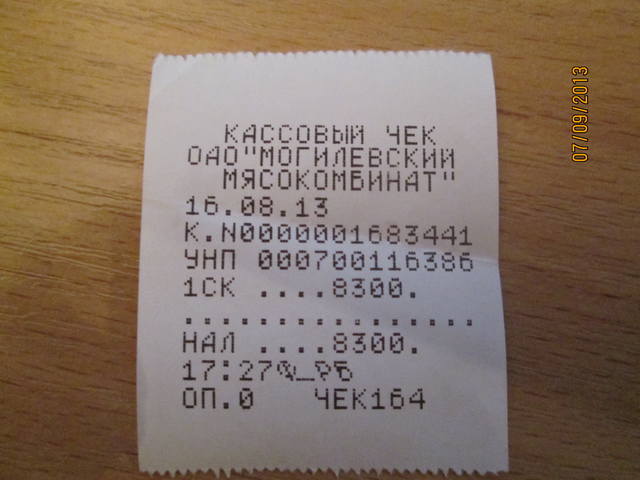 КАССОВЫЙ ЧЕК
ОАО"МОГИЛЕВСКИЙ
МЯСОКОМБИНАТ"
16.08.13
К.N0000001683441
УНП 000700116386
1СК ....8300.
................
НАЛ ....8300.
17:27
ОП.0 ЧЕК164
07/09/2013